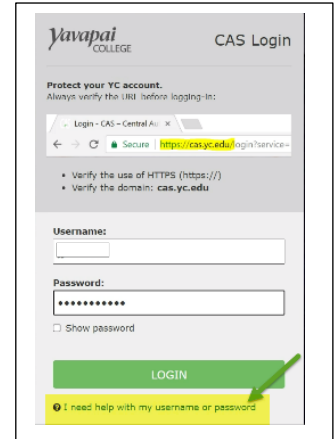 Yavapai
COLLEGE
CAS Login
Protect your YC account.
Always verify the URL before logging-in:
Login - CAS – Central Au ×
Secure | https://cas.yc.edu/login?service=
• Verify the use of HTTPS (https://)
• Verify the domain: cas.yc.edu
Username:
Password:
•••••••••••
Show password
LOGIN
I need help with my username or password